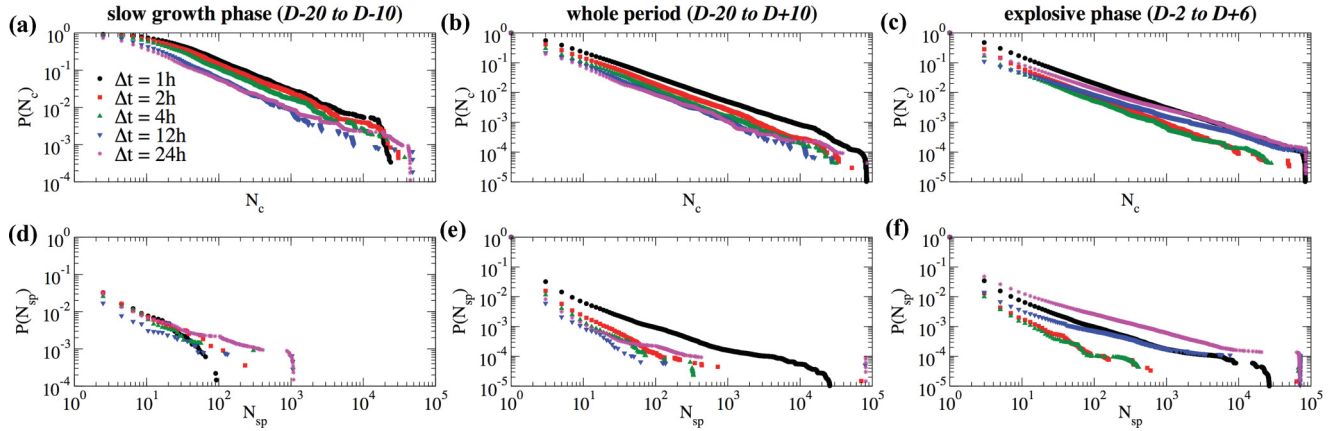 slow growth phase (D-20 to D-10)
whole period (D-20 to D+10)
explosive phase (D-2 to D+6)
(a)
10^0
10^-1
10^-2
10^-3
10^-4
P(N_c)
Δt = 1h
Δt = 2h
Δt = 4h
Δt = 12h
Δt = 24h
N_c
(b)
10^0
10^-1
10^-2
10^-3
10^-4
10^-5
P(N_c)
N_c
(c)
10^0
10^-1
10^-2
10^-3
10^-4
10^-5
P(N_c)
N_c
(d)
10^0
10^-1
10^-2
10^-3
10^-4
P(N_sp)
10^0 10^1 10^2 10^3 10^4 10^5
N_sp
(e)
10^0
10^-1
10^-2
10^-3
10^-4
10^-5
P(N_sp)
10^0 10^1 10^2 10^3 10^4 10^5
N_sp
(f)
10^0
10^-1
10^-2
10^-3
10^-4
10^-5
P(N_sp)
10^0 10^1 10^2 10^3 10^4 10^5
N_sp